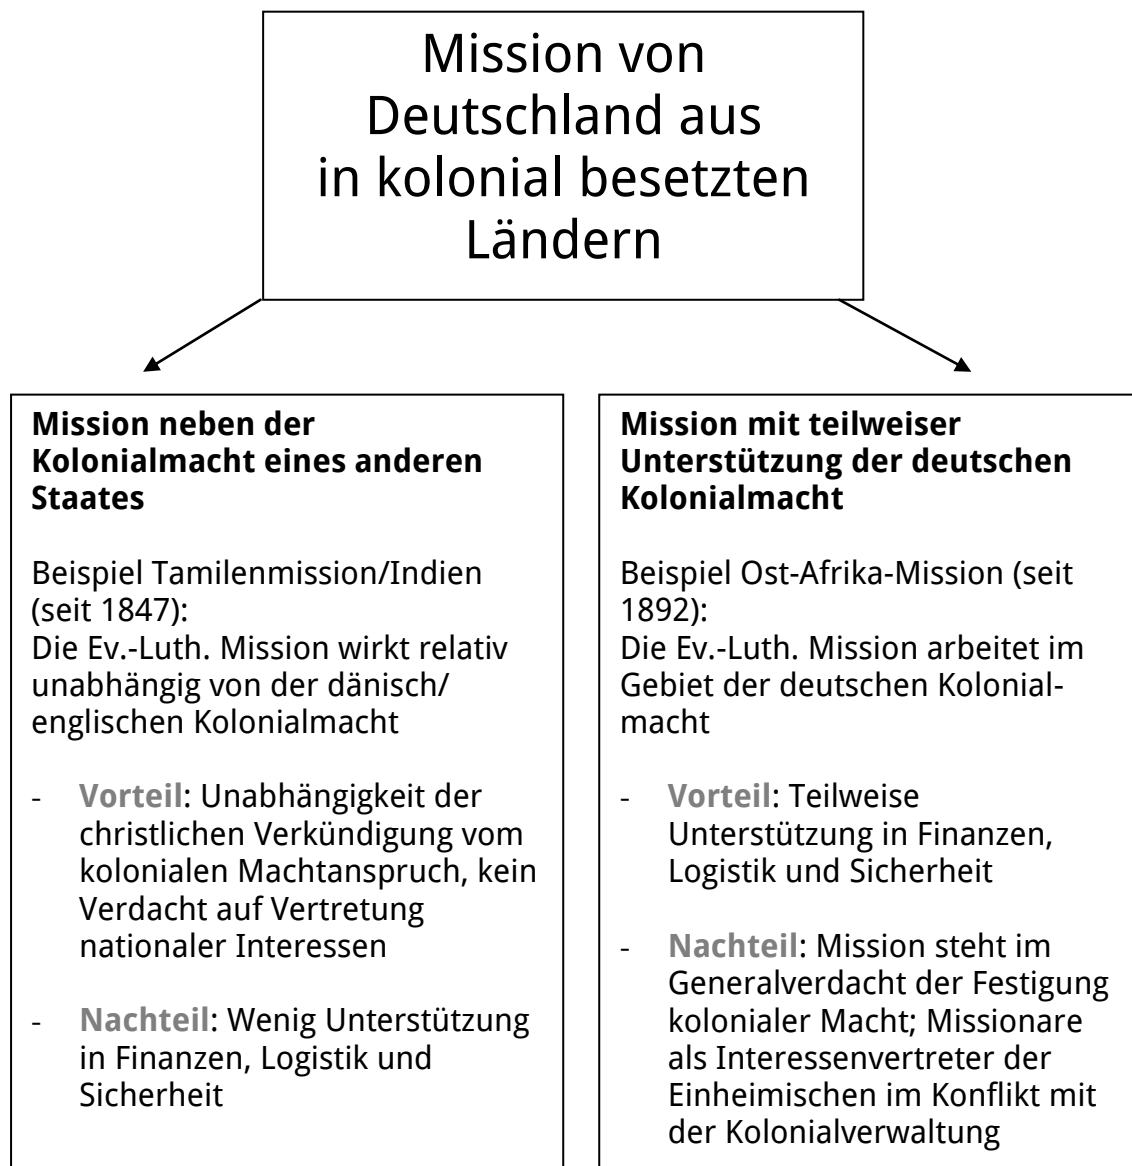 Mission von
Deutschland aus
in kolonial besetzten
Ländern
Mission neben der
Kolonialmacht eines anderen
Staates
Beispiel Tamilenmission/Indien
(seit 1847):
Die Ev.-Luth. Mission wirkt relativ
unabhängig von der dänisch/
englischen Kolonialmacht
- Vorteil: Unabhängigkeit der
christlichen Verkündigung vom
kolonialen Machtanspruch, kein
Verdacht auf Vertretung
nationaler Interessen
- Nachteil: Wenig Unterstützung
in Finanzen, Logistik und
Sicherheit
Mission mit teilweiser
Unterstützung der deutschen
Kolonialmacht
Beispiel Ost-Afrika-Mission (seit
1892):
Die Ev.-Luth. Mission arbeitet im
Gebiet der deutschen Kolonial-
macht
- Vorteil: Teilweise
Unterstützung in Finanzen,
Logistik und Sicherheit
- Nachteil: Mission steht im
Generalverdacht der Festigung
kolonialer Macht; Missionare
als Interessenvertreter der
Einheimischen im Konflikt mit
der Kolonialverwaltung